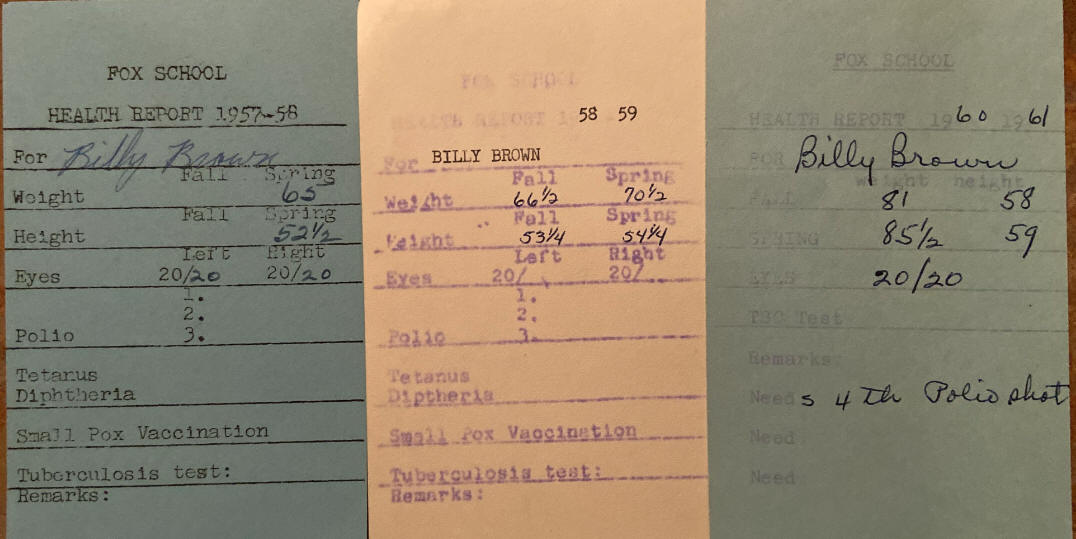 FOX SCHOOL
HEALTH REPORT 1957-58
For Billy Brown
Fall Spring
Weight 65
Fall Spring
Height 52½
Left Right
Eyes 20/20 20/20
1.
2.
Polio 3.
Tetanus
Diphtheria
Small Pox Vaccination
Tuberculosis test:
Remarks:
FOX SCHOOL
HEALTH REPORT 58 59
For BILLY BROWN
Fall Spring
Weight 66½ 70½
Fall Spring
Height 53¼ 54¼
Left Right
Eyes 20/ 20/
1.
2.
Polio 3.
Tetanus
Diptheria
Small Pox Vaccination
Tuberculosis test:
Remarks:
FOX SCHOOL
HEALTH REPORT 1960 1961
FOR Billy Brown
weight height
FALL 81 58
SPRING 85½ 59
EYES 20/20
TBC Test
Remarks:
Needs 4th Polio shot
Need
Need